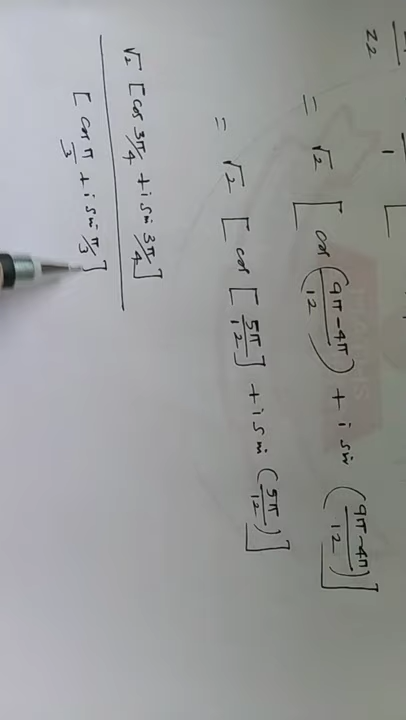 z2
1 [
= √2 [cos (9π-4π/12) + i sin (9π-4π/12)]
= √2 [cos [5π/12] + i sin (5π/12)]
√2 [cos 3π/4 + i sin 3π/4]
[cos π/3 + i sin π/3]